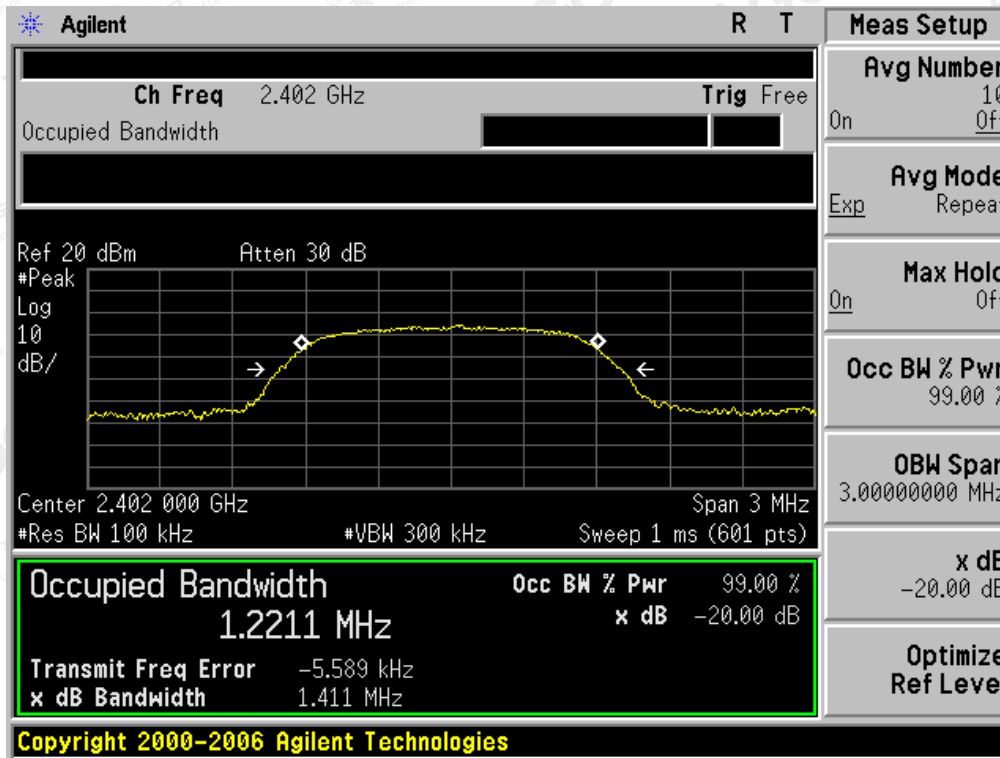 Agilent R T
Ch Freq 2.402 GHz Trig Free
Occupied Bandwidth
Ref 20 dBm Atten 30 dB
#Peak
Log
10
dB/
Center 2.402 000 GHz Span 3 MHz
#Res BW 100 kHz #VBW 300 kHz Sweep 1 ms (601 pts)
Occupied Bandwidth Occ BW % Pwr 99.00 %
1.2211 MHz x dB -20.00 dB
Transmit Freq Error -5.589 kHz
x dB Bandwidth 1.411 MHz
Copyright 2000-2006 Agilent Technologies
Meas Setup
Avg Number
10
On Off
Avg Mode
Exp Repeat
Max Hold
On Off
Occ BW % Pwr
99.00 %
OBW Span
3.00000000 MHz
x dB
-20.00 dB
Optimize
Ref Level